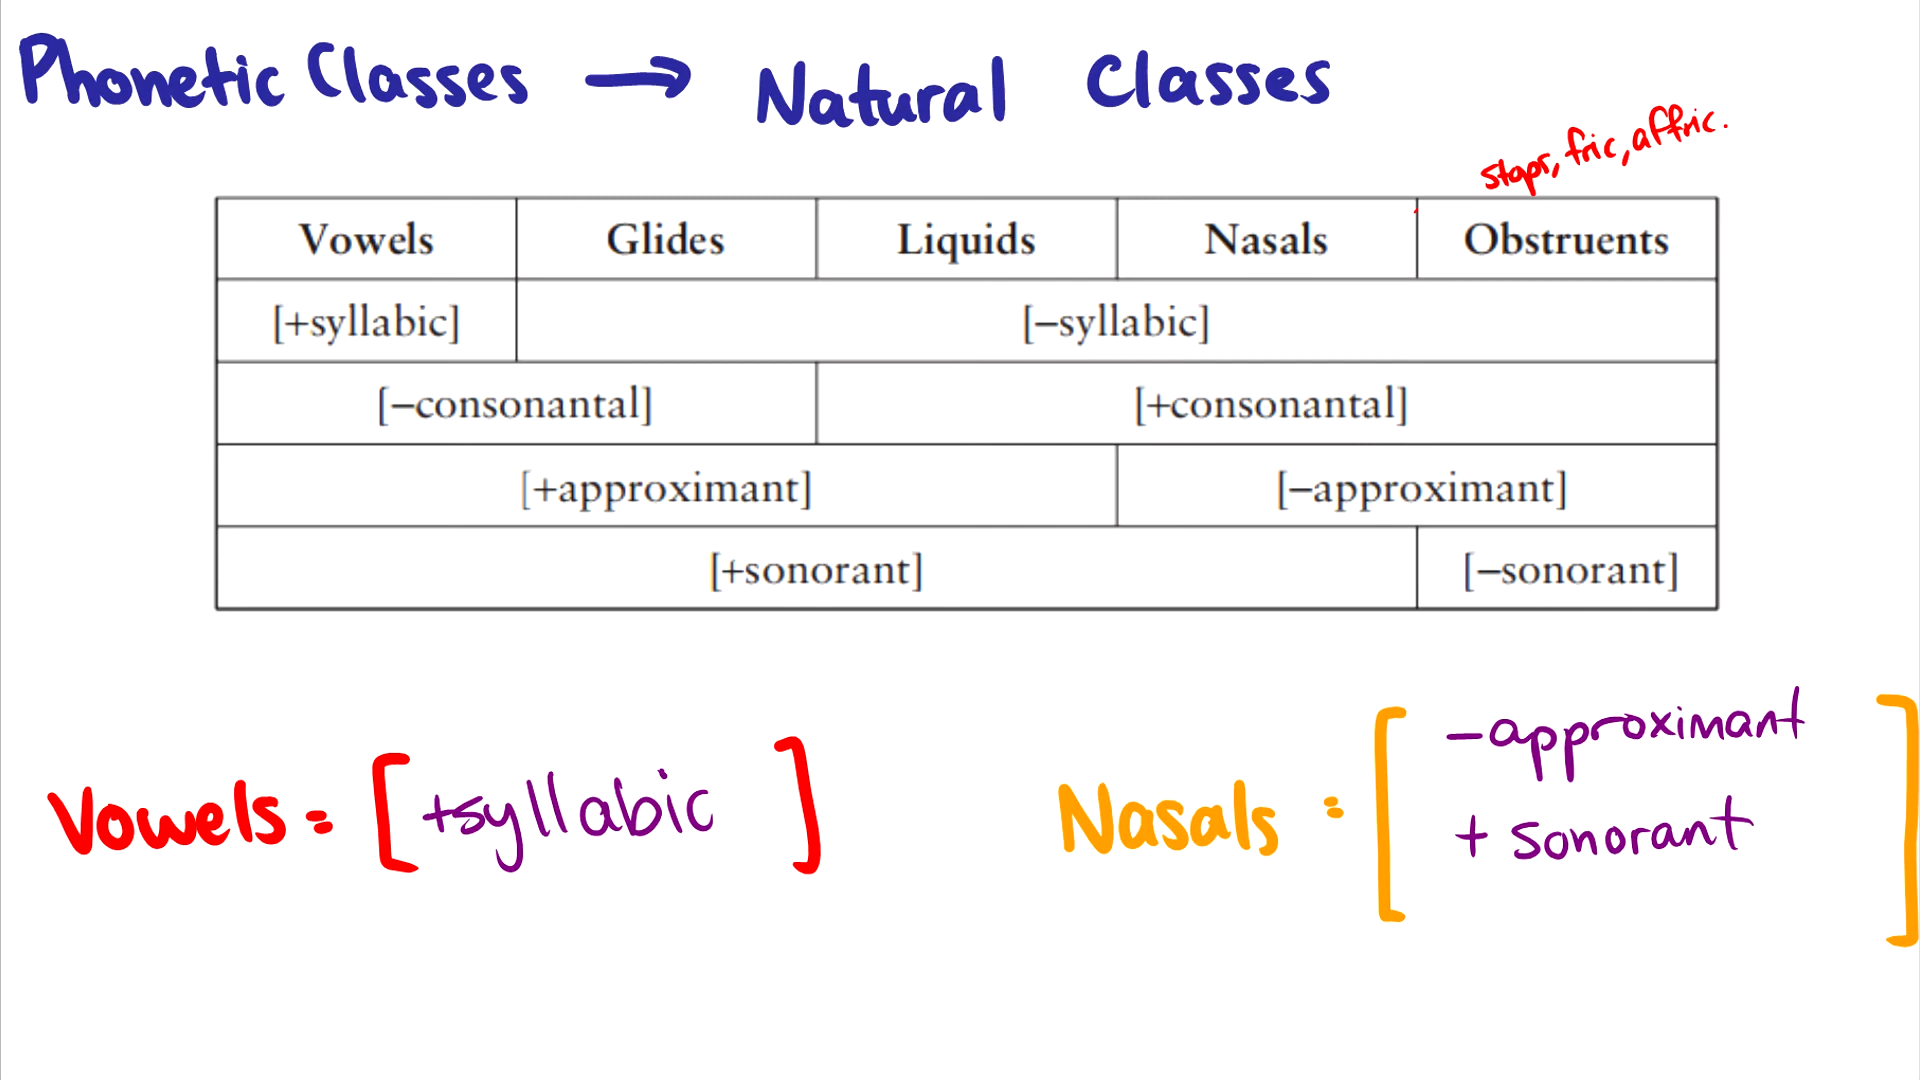 Phonetic Classes → Natural Classes
stops, fric, affric.
Vowels Glides Liquids Nasals Obstruents
[+syllabic] [–syllabic]
[–consonantal] [+consonantal]
[+approximant] [–approximant]
[+sonorant] [–sonorant]
Vowels = [+syllabic]
Nasals = [–approximant
+ sonorant]